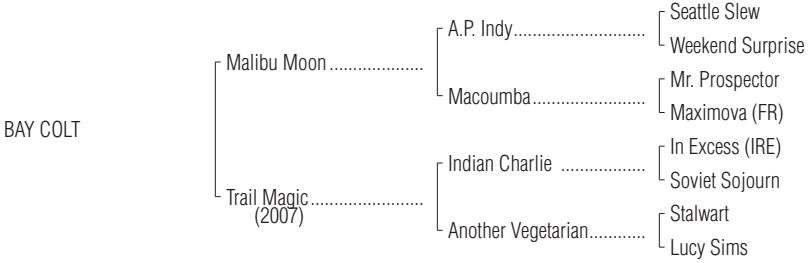 Seattle Slew
A.P. Indy..............................
Weekend Surprise
Malibu Moon .....................
Mr. Prospector
Macoumba..........................
Maximova (FR)
BAY COLT
In Excess (IRE)
Indian Charlie ...................
Soviet Sojourn
Trail Magic..........................
(2007)
Stalwart
Another Vegetarian.............
Lucy Sims